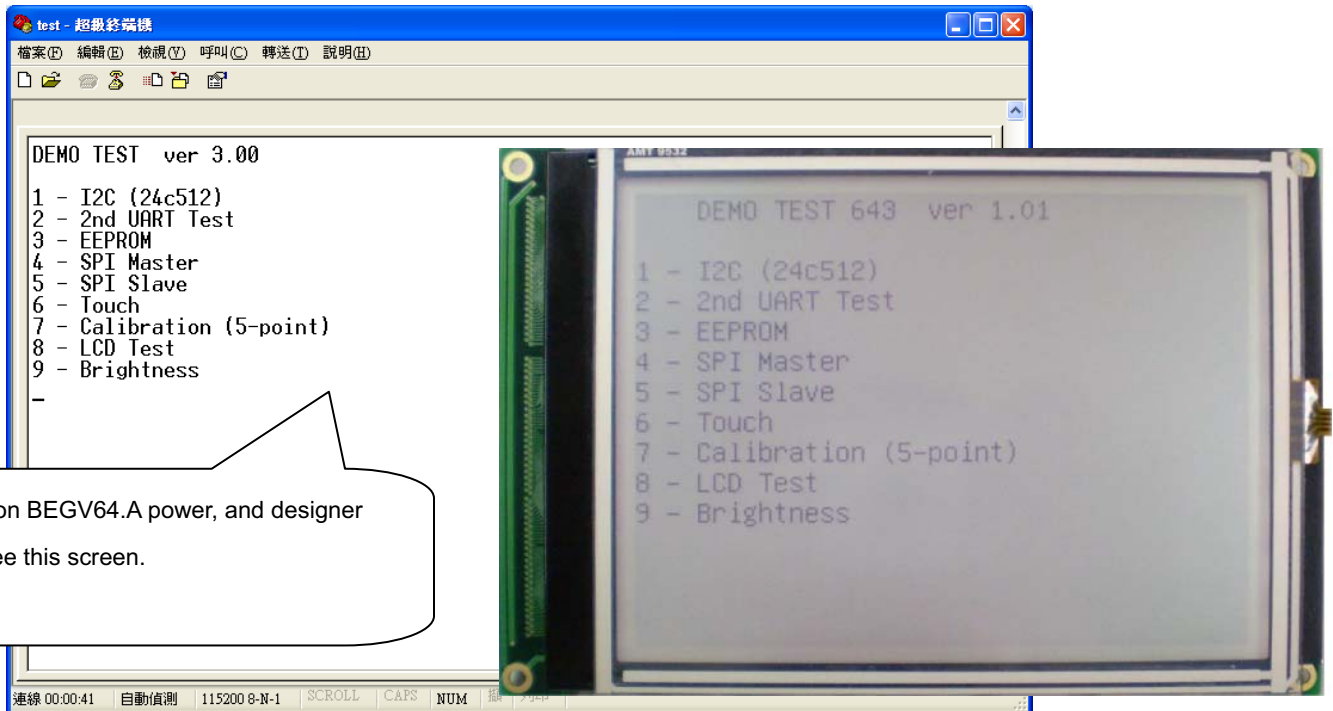 test - 超級終端機
檔案(F) 編輯(E) 檢視(V) 呼叫(C) 轉送(T) 說明(H)
DEMO TEST ver 3.00
1 - I2C (24c512)
2 - 2nd UART Test
3 - EEPROM
4 - SPI Master
5 - SPI Slave
6 - Touch
7 - Calibration (5-point)
8 - LCD Test
9 - Brightness
_
on BEGV64.A power, and designer
ee this screen.
連線 00:00:41 自動偵測 115200 8-N-1 SCROLL CAPS NUM
AMT 9532
DEMO TEST 643 ver 1.01
1 - I2C (24c512)
2 - 2nd UART Test
3 - EEPROM
4 - SPI Master
5 - SPI Slave
6 - Touch
7 - Calibration (5-point)
8 - LCD Test
9 - Brightness